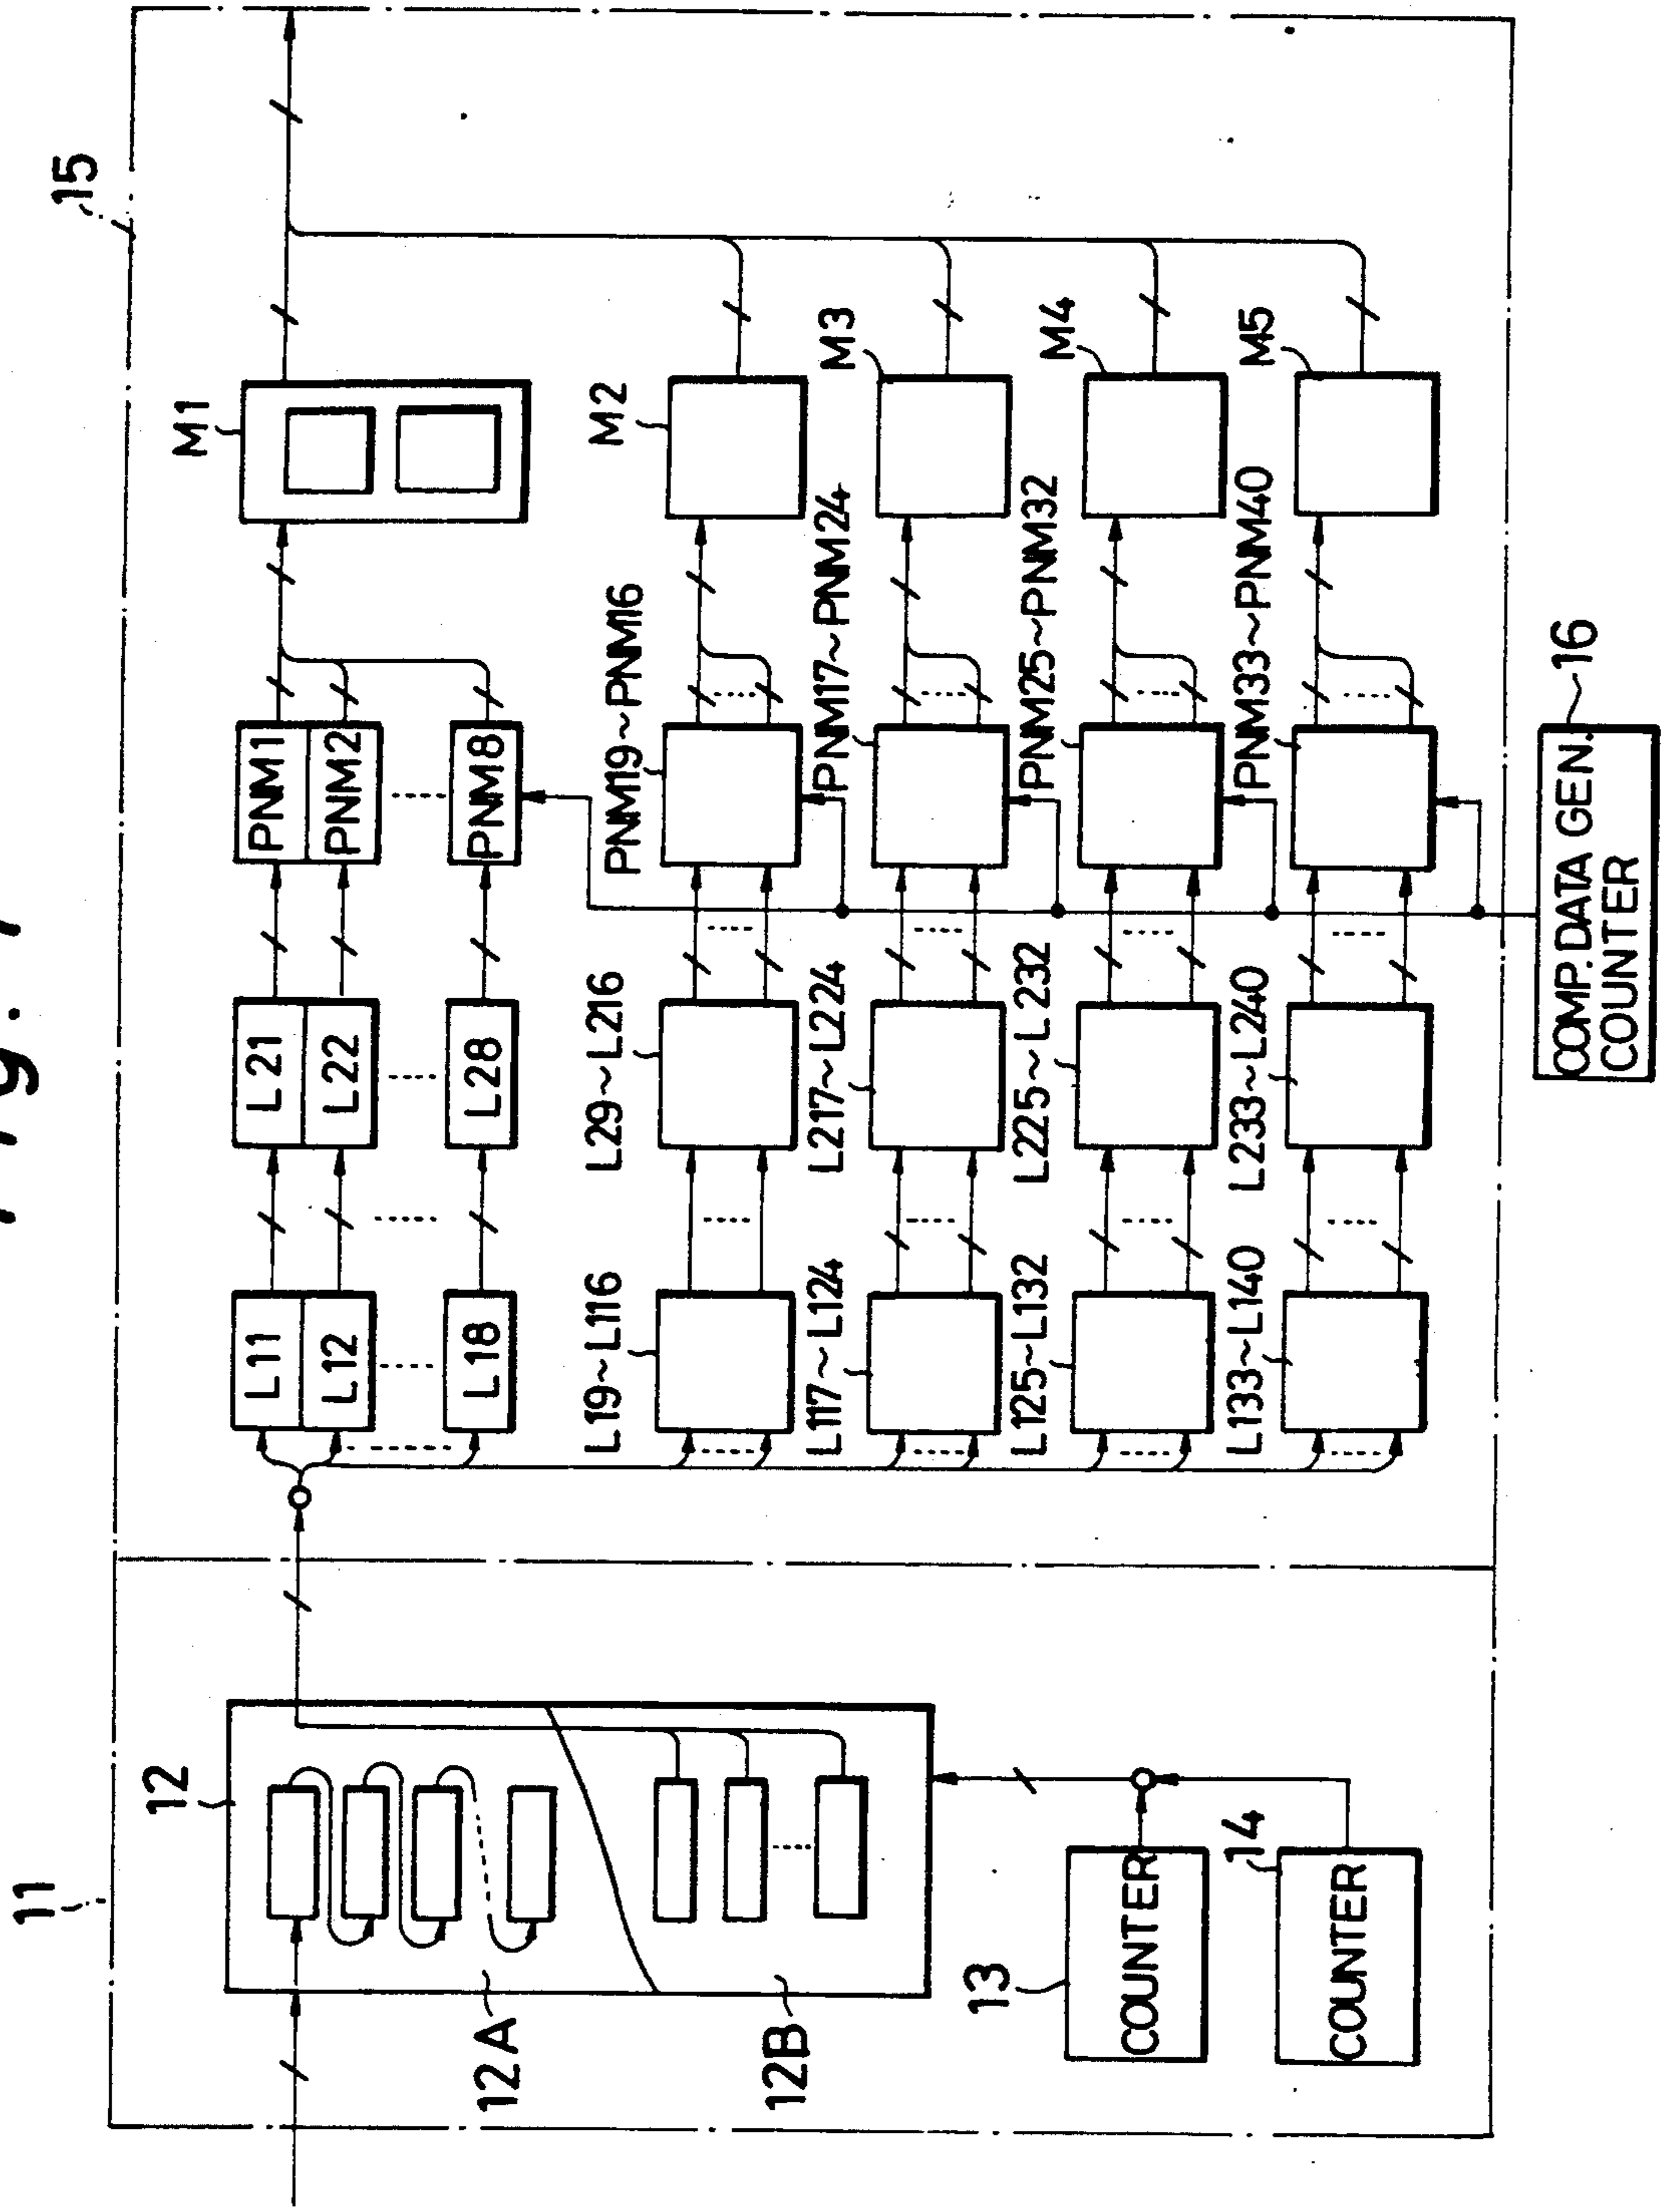 11
15
12
M1
L11
L21
PNM1
L12
L22
PNM2
L18
L28
PNM8
12A
L19~L116
L29~L216
PNM19~PNM16
M2
12B
L117~L124
L217~L224
PNM17~PNM24
M3
13
COUNTER
L125~L132
L225~L232
PNM25~PNM32
M4
14
COUNTER
L133~L140
L233~L240
PNM33~PNM40
M5
16
COMP. DATA GEN.
COUNTER